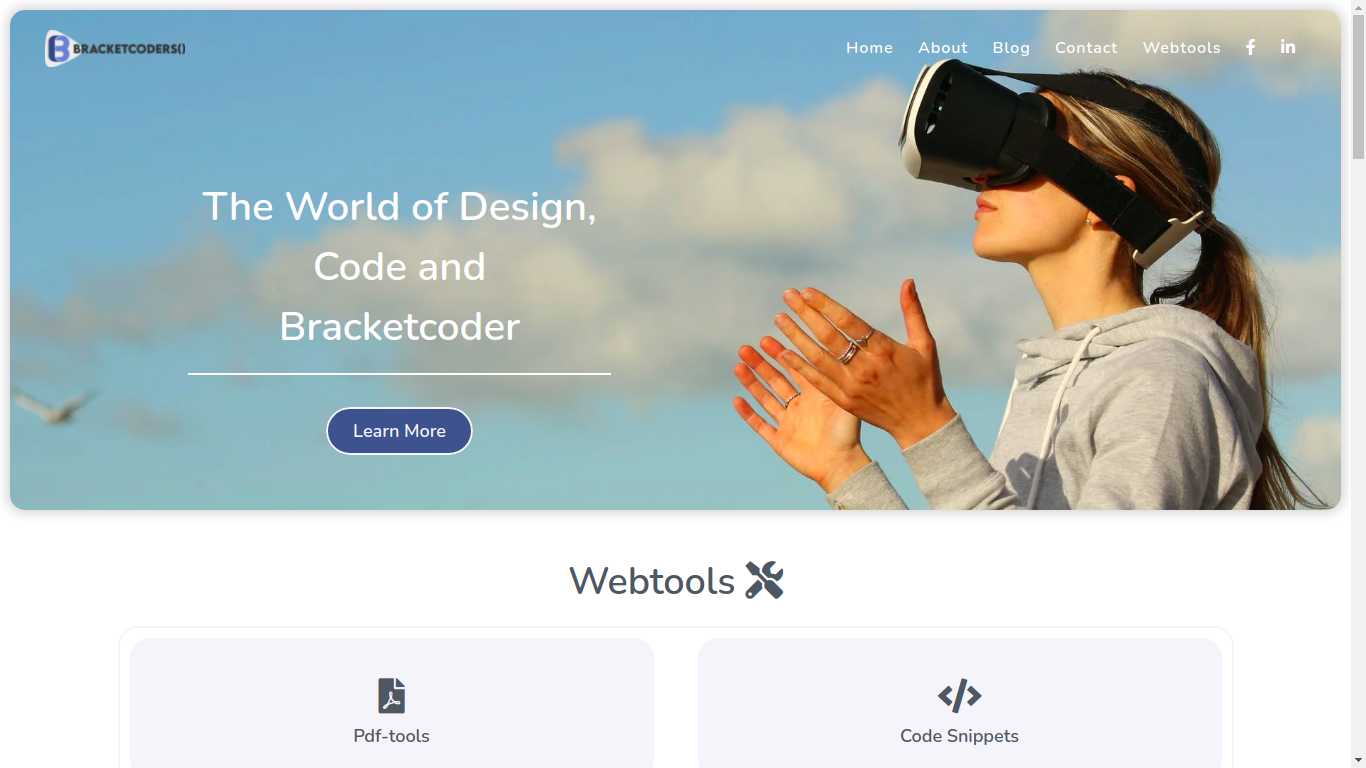 BRACKETCODERS()
Home About Blog Contact Webtools
The World of Design,
Code and
Bracketcoder
Learn More
Webtools
Pdf-tools
Code Snippets